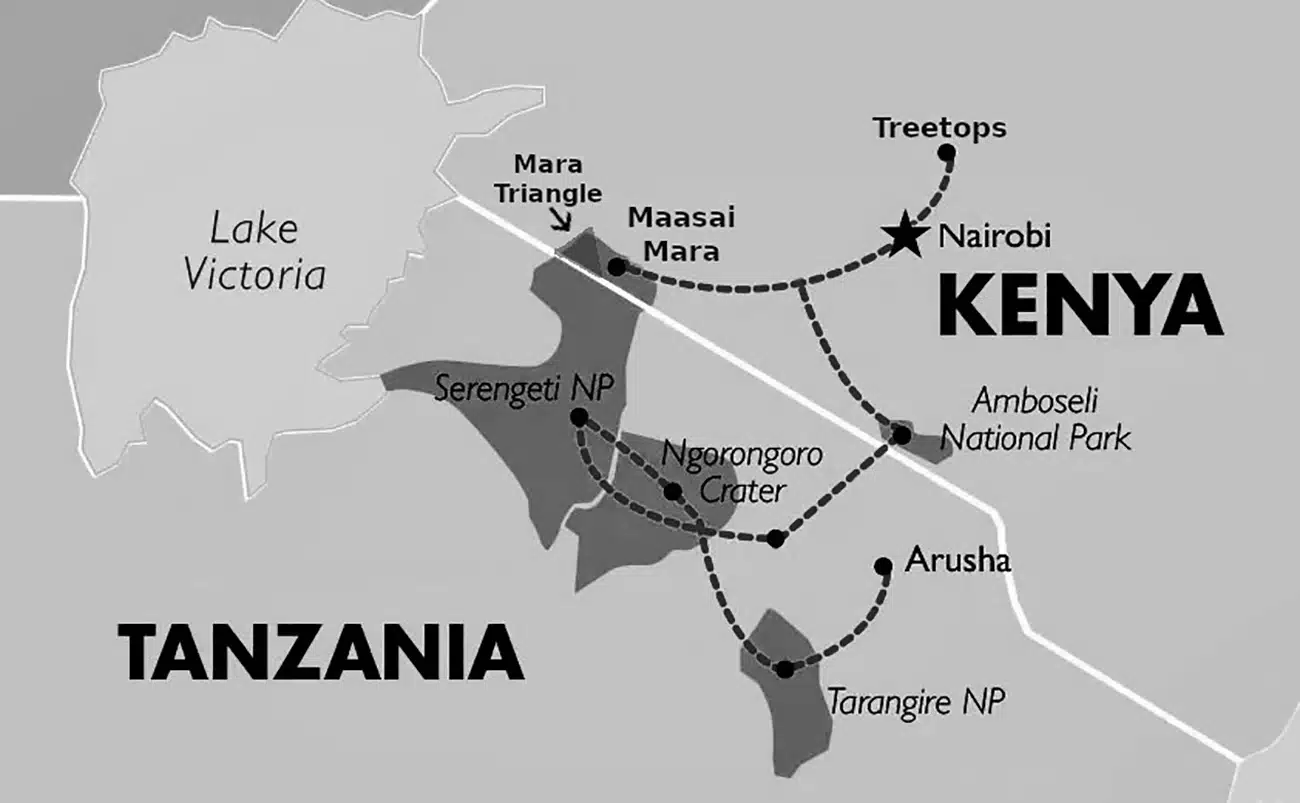 Treetops
Mara
Triangle
Maasai
Mara
Nairobi
KENYA
Lake
Victoria
Serengeti NP
Amboseli
National Park
Ngorongoro
Crater
Arusha
TANZANIA
Tarangire NP